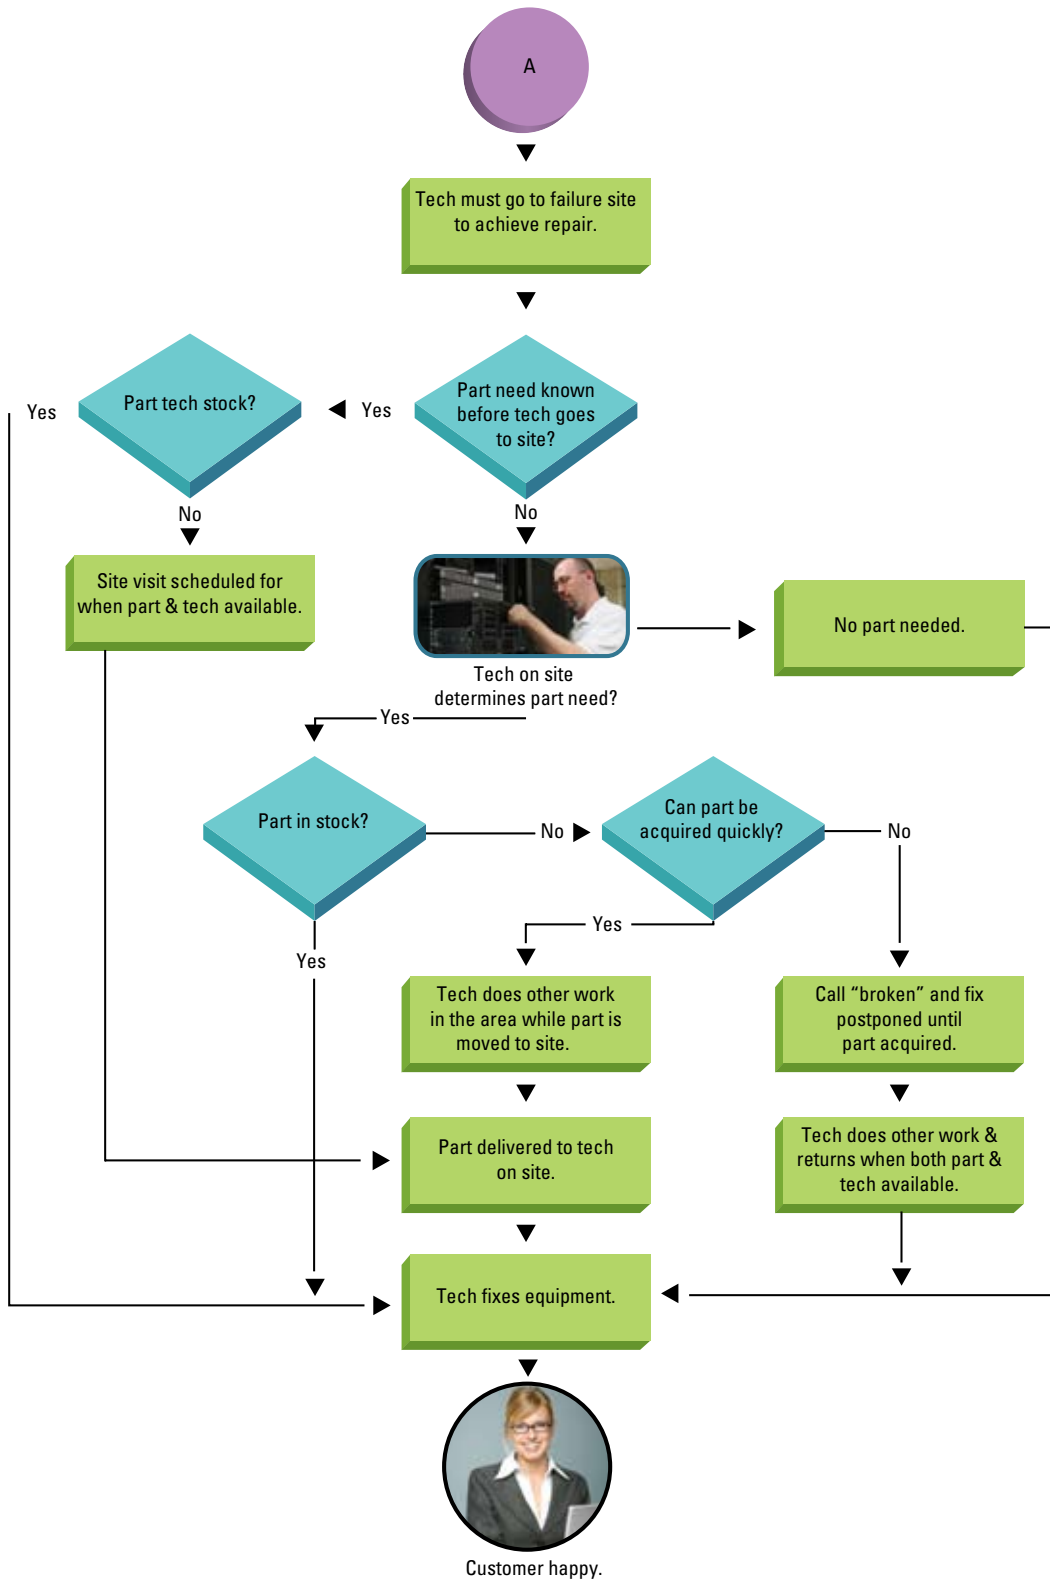 A
Tech must go to failure site
to achieve repair.
Part tech stock?
Part need known
before tech goes
to site?
Yes
Yes
No
No
Site visit scheduled for
when part & tech available.
No part needed.
Tech on site
determines part need?
Yes
Part in stock?
No
Can part be
acquired quickly?
No
Yes
Yes
Tech does other work
in the area while part is
moved to site.
Call “broken” and fix
postponed until
part acquired.
Part delivered to tech
on site.
Tech does other work &
returns when both part &
tech available.
Tech fixes equipment.
Customer happy.